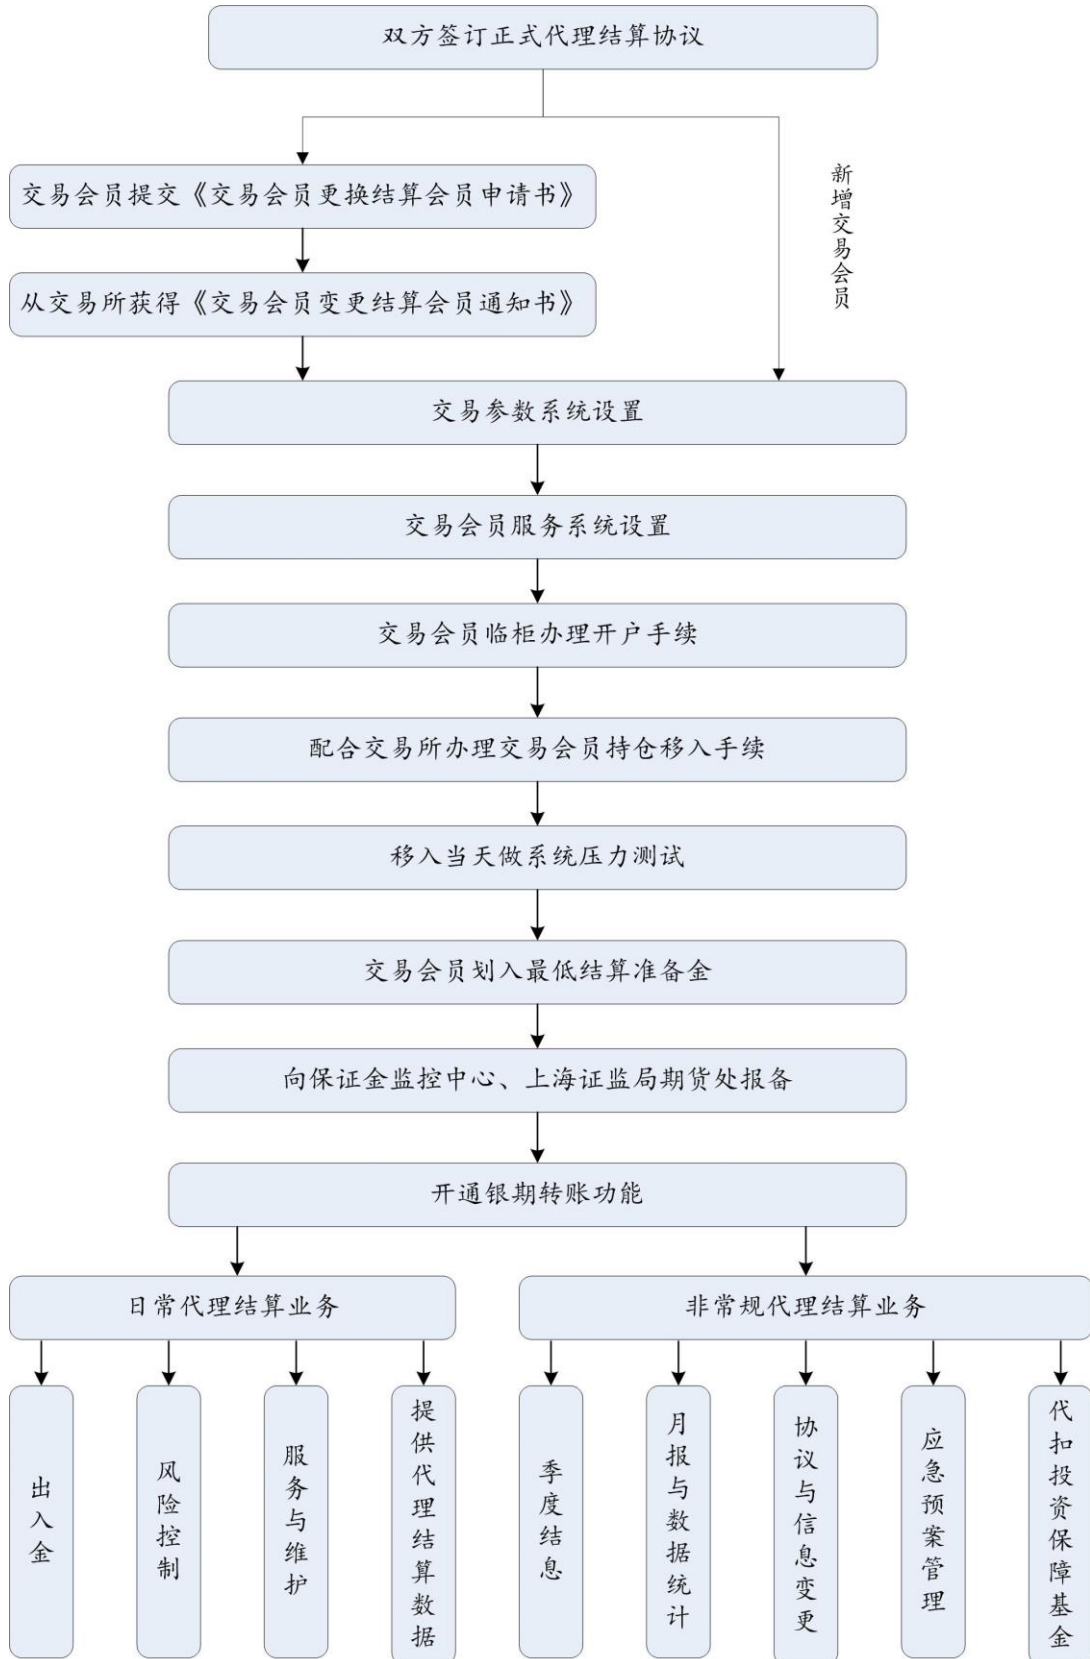 双方签订正式代理结算协议
交易会员提交《交易会员更换结算会员申请书》
新增交易会员
从交易所获得《交易会员变更结算会员通知书》
交易参数系统设置
交易会员服务系统设置
交易会员临柜办理开户手续
配合交易所办理交易会员持仓移入手续
移入当天做系统压力测试
交易会员划入最低结算准备金
向保证金监控中心、上海证监局期货处报备
开通银期转账功能
日常代理结算业务
非常规代理结算业务
出入金
风险控制
服务与维护
提供代理结算数据
季度结息
月报与数据统计
协议与信息变更
应急预案管理
代扣投资保障基金